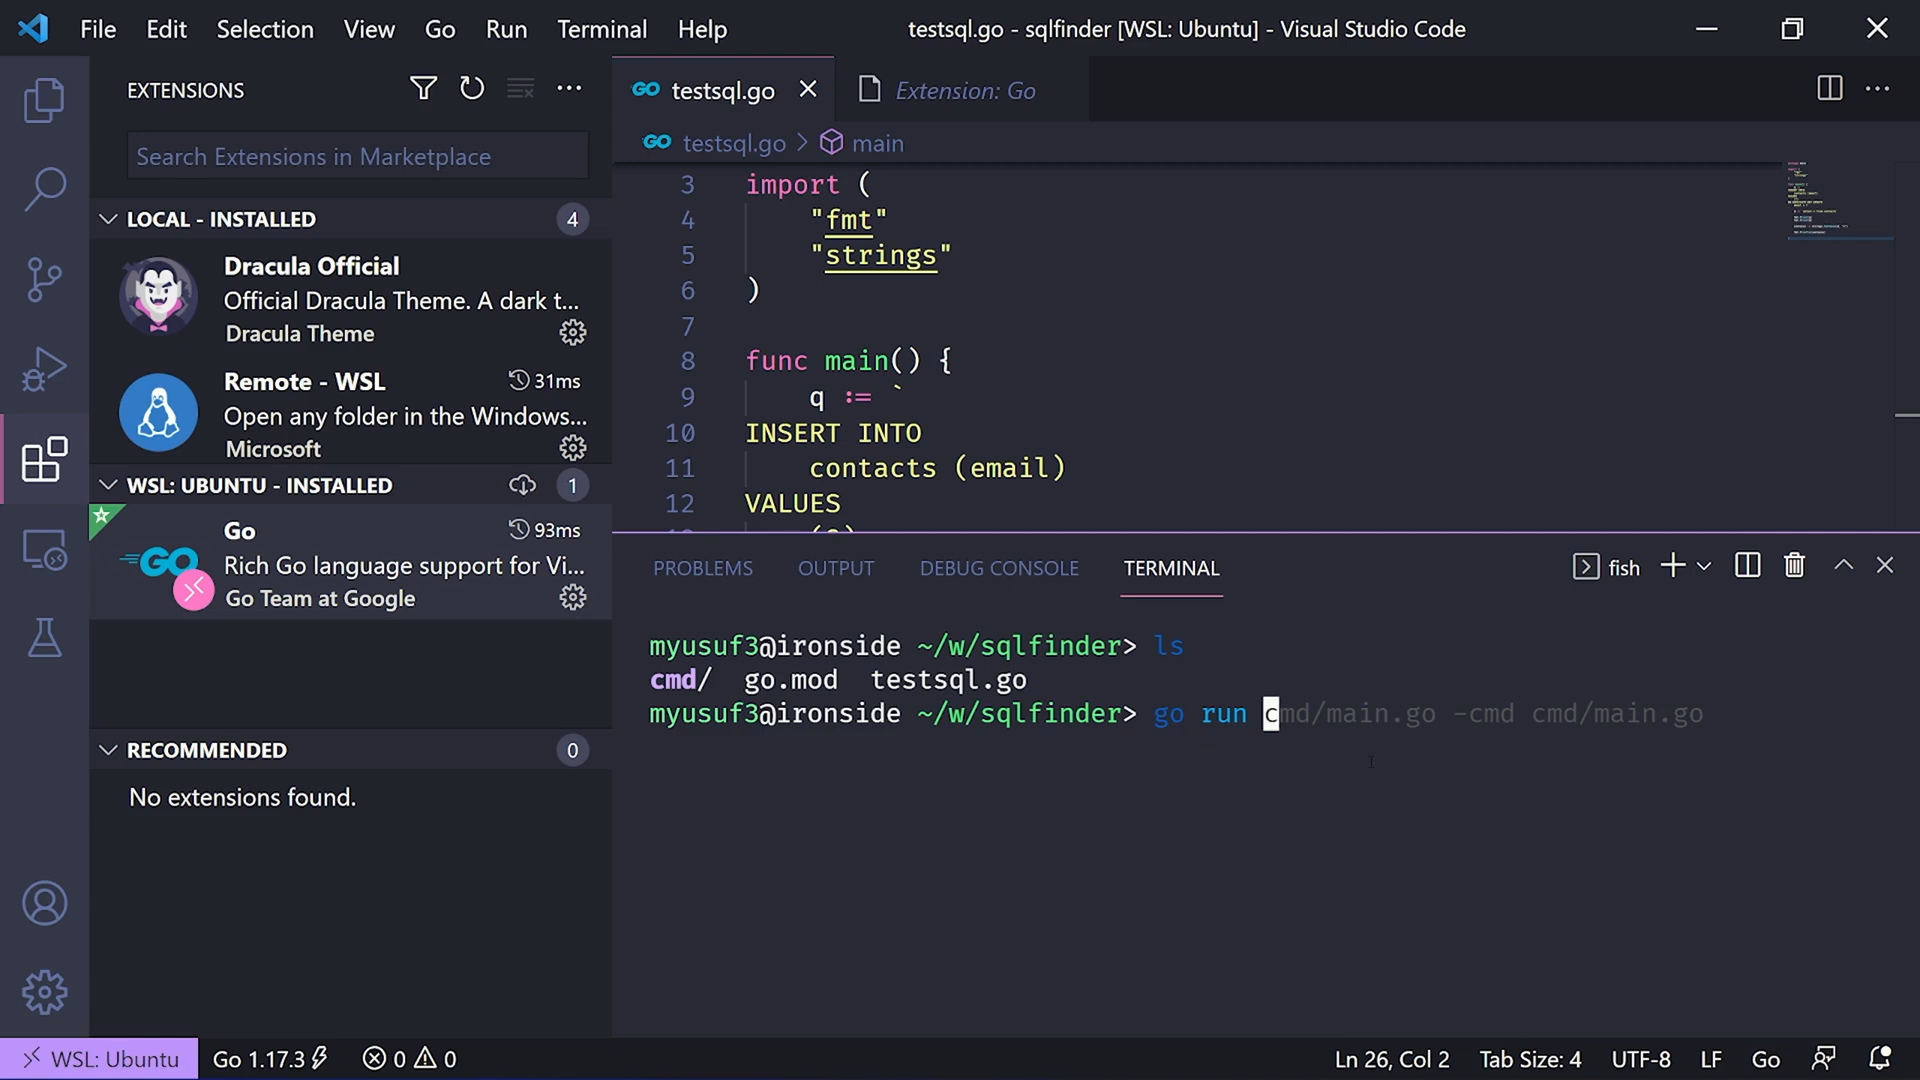 File Edit Selection View Go Run Terminal Help
testsql.go - sqlfinder [WSL: Ubuntu] - Visual Studio Code
EXTENSIONS
Search Extensions in Marketplace
LOCAL - INSTALLED 4
Dracula Official
Official Dracula Theme. A dark t...
Dracula Theme
Remote - WSL 31ms
Open any folder in the Windows...
Microsoft
WSL: UBUNTU - INSTALLED 1
Go 93ms
GO
Rich Go language support for Vi...
Go Team at Google
RECOMMENDED 0
No extensions found.
GO testsql.go Extension: Go
GO testsql.go > main
3 import (
4 "fmt"
5 "strings"
6 )
7
8 func main() {
9 q := `
10 INSERT INTO
11 contacts (email)
12 VALUES
PROBLEMS OUTPUT DEBUG CONSOLE TERMINAL fish
myusuf3@ironside ~/w/sqlfinder> ls
cmd/ go.mod testsql.go
myusuf3@ironside ~/w/sqlfinder> go run cmd/main.go -cmd cmd/main.go
WSL: Ubuntu Go 1.17.3 0 0 Ln 26, Col 2 Tab Size: 4 UTF-8 LF Go